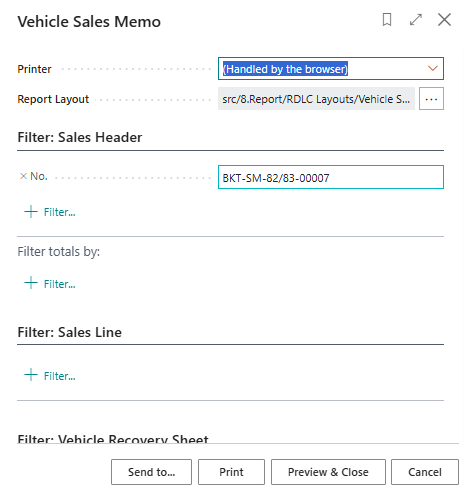 Vehicle Sales Memo
Printer (Handled by the browser)
Report Layout src/8.Report/RDLC Layouts/Vehicle S... ...
Filter: Sales Header
× No. BKT-SM-82/83-00007
+ Filter...
Filter totals by:
+ Filter...
Filter: Sales Line
+ Filter...
Filter: Vehicle Recovery Sheet
Send to... Print Preview & Close Cancel